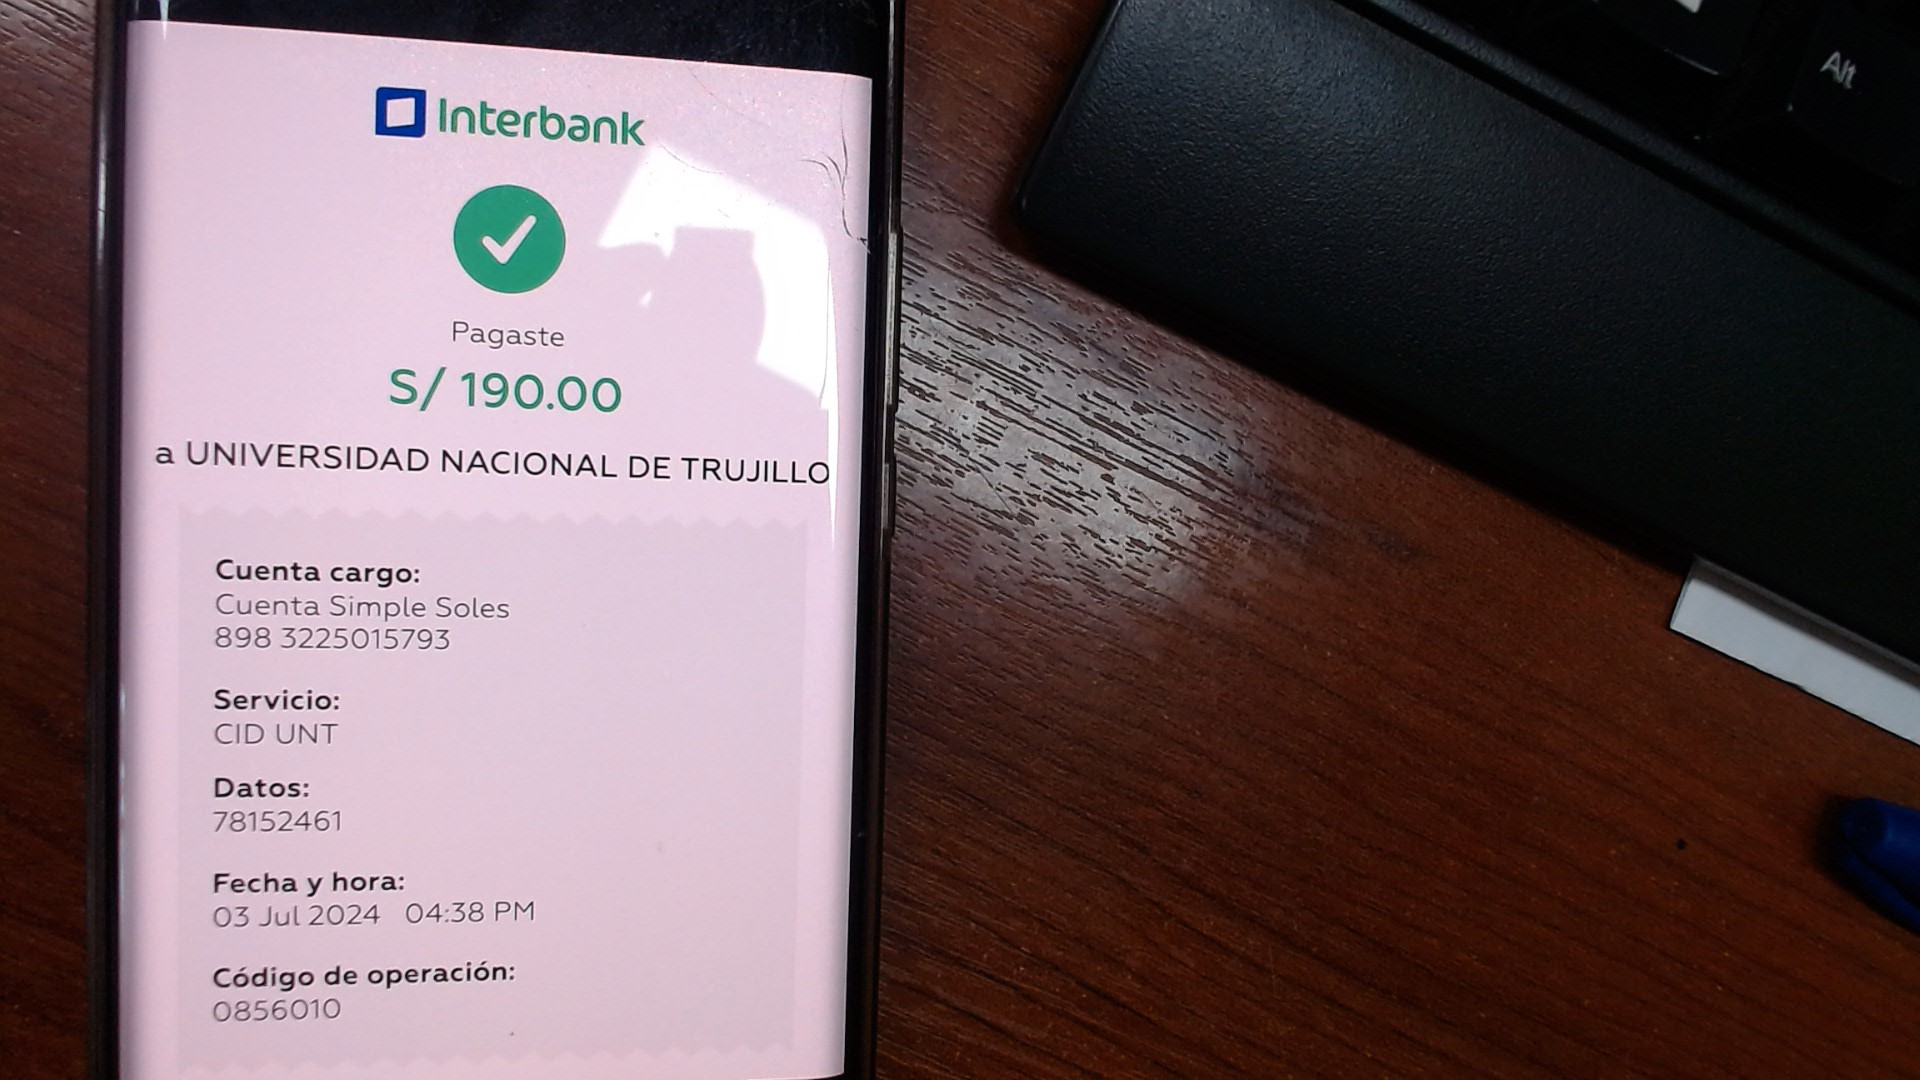 Interbank
Pagaste
S/ 190.00
a UNIVERSIDAD NACIONAL DE TRUJILLO
Cuenta cargo:
Cuenta Simple Soles
898 3225015793
Servicio:
CID UNT
Datos:
78152461
Fecha y hora:
03 Jul 2024 04:38 PM
Código de operación:
0856010
Alt